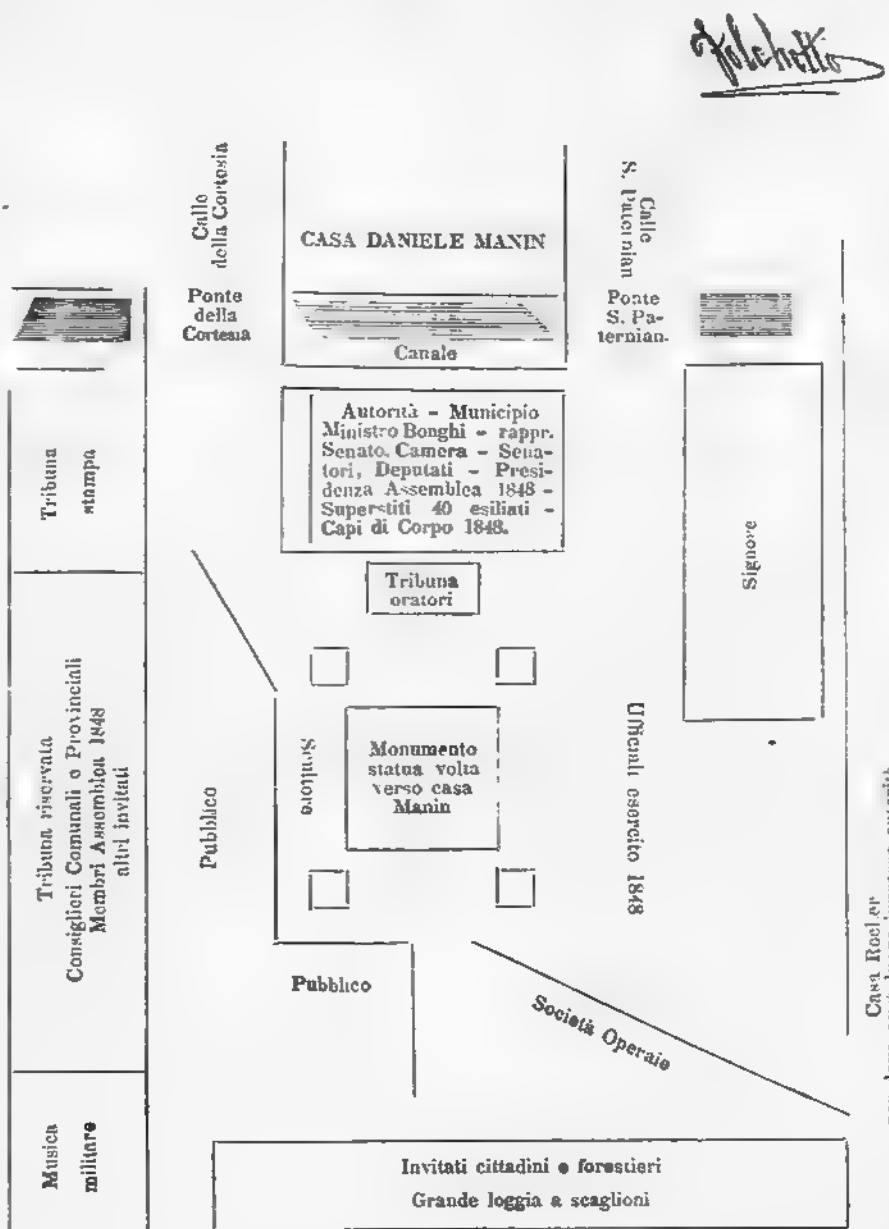 Folchetto
Calle
della Cortesia
CASA DANIELE MANIN
Calle
S. Paternian
Ponte
della
Cortesia
Canale
Ponte
S. Pa-
ternian.
Tribuna
stampa
Autorità - Municipio
Ministro Bonghi - rappr.
Senato. Camera - Sena-
tori, Deputati - Presi-
denza Assemblea 1848 -
Superstiti 40 esiliati -
Capi di Corpo 1848.
Signore
Tribuna
oratori
Tribuna riservata
Consiglieri Comunali e Provinciali
Membri Assemblea 1848
altri invitati
Pubblico
Scultore
Monumento
statua volta
verso casa
Manin
Ufficiali esercito 1848
Casa
Pubblico
Società Operaie
Musica
militare
Invitati cittadini e forestieri
Grande loggia a scaglioni